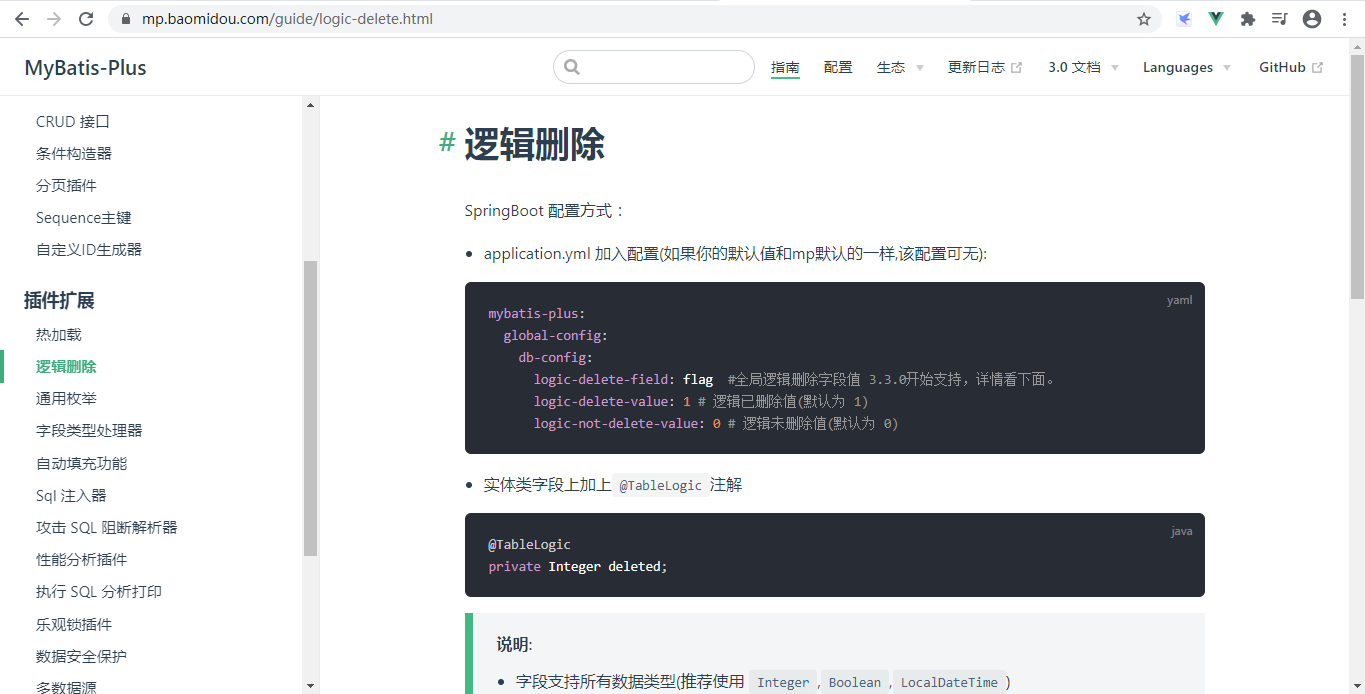 mp.baomidou.com/guide/logic-delete.html
MyBatis-Plus
指南 配置 生态 更新日志 3.0 文档 Languages GitHub
CRUD 接口
条件构造器
分页插件
Sequence主键
自定义ID生成器
插件扩展
热加载
逻辑删除
通用枚举
字段类型处理器
自动填充功能
Sql 注入器
攻击 SQL 阻断解析器
性能分析插件
执行 SQL 分析打印
乐观锁插件
数据安全保护
多数据源
# 逻辑删除
SpringBoot 配置方式：
• application.yml 加入配置(如果你的默认值和mp默认的一样,该配置可无):
yaml
mybatis-plus:
  global-config:
    db-config:
      logic-delete-field: flag  #全局逻辑删除字段值 3.3.0开始支持，详情看下面。
      logic-delete-value: 1 # 逻辑已删除值(默认为 1)
      logic-not-delete-value: 0 # 逻辑未删除值(默认为 0)
• 实体类字段上加上 @TableLogic 注解
java
@TableLogic
private Integer deleted;
说明:
• 字段支持所有数据类型(推荐使用 Integer , Boolean , LocalDateTime )